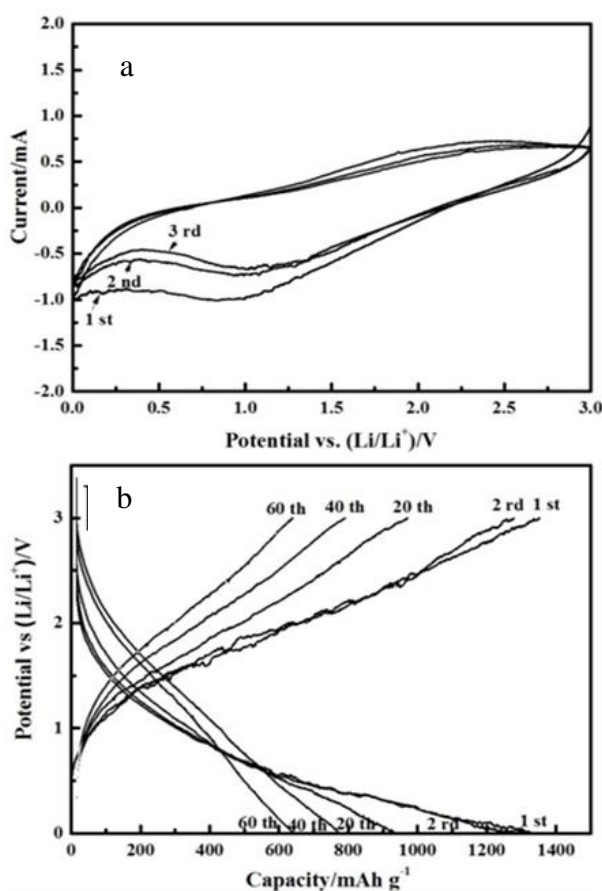 2.0
a
1.5
1.0
0.5
0.0
-0.5
-1.0
-1.5
-2.0
Current/mA
3 rd
2 nd
1 st
0.0 0.5 1.0 1.5 2.0 2.5 3.0
Potential vs. (Li/Li⁺)/V
b
60 th 40 th 20 th 2 rd 1 st
3
2
1
0
Potential vs (Li/Li⁺)/V
60 th 40 th 20 th 2 rd 1 st
0 200 400 600 800 1000 1200 1400
Capacity/mAh g⁻¹